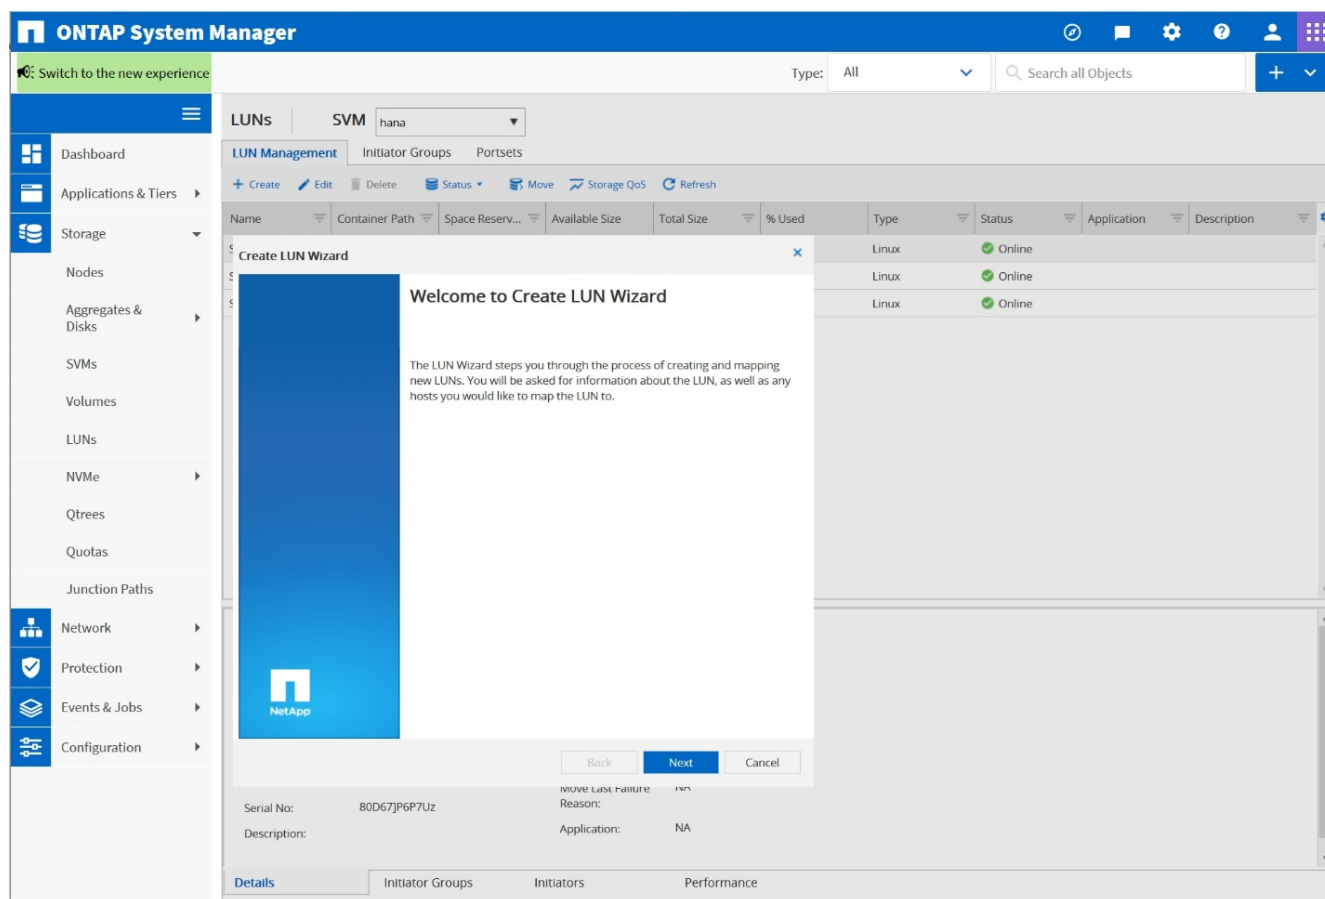 ONTAP System Manager
Switch to the new experience
Type: All
Search all Objects
LUNs SVM hana
LUN Management Initiator Groups Portsets
Create Edit Delete Status Move Storage QoS Refresh
Name Container Path Space Reserv... Available Size Total Size % Used Type Status Application Description
Linux Online
Linux Online
Linux Online
Dashboard
Applications & Tiers
Storage
Nodes
Aggregates &
Disks
SVMs
Volumes
LUNs
NVMe
Qtrees
Quotas
Junction Paths
Network
Protection
Events & Jobs
Configuration
Create LUN Wizard
Welcome to Create LUN Wizard
The LUN Wizard steps you through the process of creating and mapping
new LUNs. You will be asked for information about the LUN, as well as any
hosts you would like to map the LUN to.
NetApp
Back Next Cancel
Move Last Failure NA
Reason:
Serial No: 80D67]P6P7Uz
Description:
Application: NA
Details Initiator Groups Initiators Performance